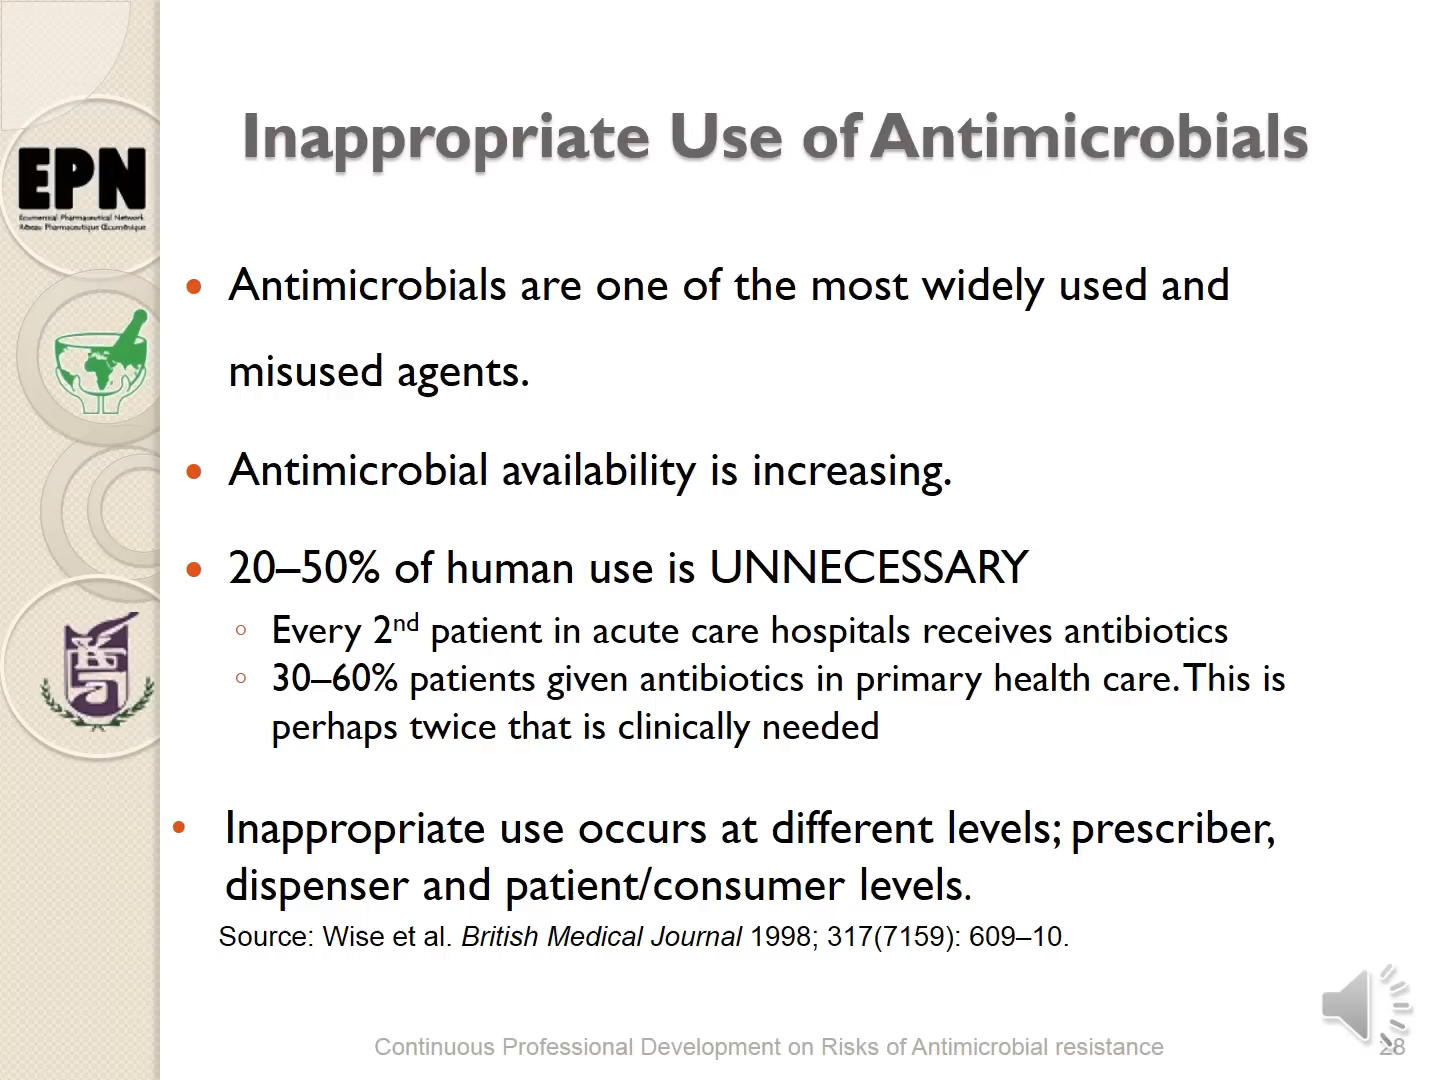 Inappropriate Use of Antimicrobials
EPN
Ecumenical Pharmaceutical Network
Réseau Pharmaceutique Œcuménique
• Antimicrobials are one of the most widely used and
misused agents.
• Antimicrobial availability is increasing.
• 20–50% of human use is UNNECESSARY
◦ Every 2nd patient in acute care hospitals receives antibiotics
◦ 30–60% patients given antibiotics in primary health care. This is
perhaps twice that is clinically needed
• Inappropriate use occurs at different levels; prescriber,
dispenser and patient/consumer levels.
Source: Wise et al. British Medical Journal 1998; 317(7159): 609–10.
Continuous Professional Development on Risks of Antimicrobial resistance
28